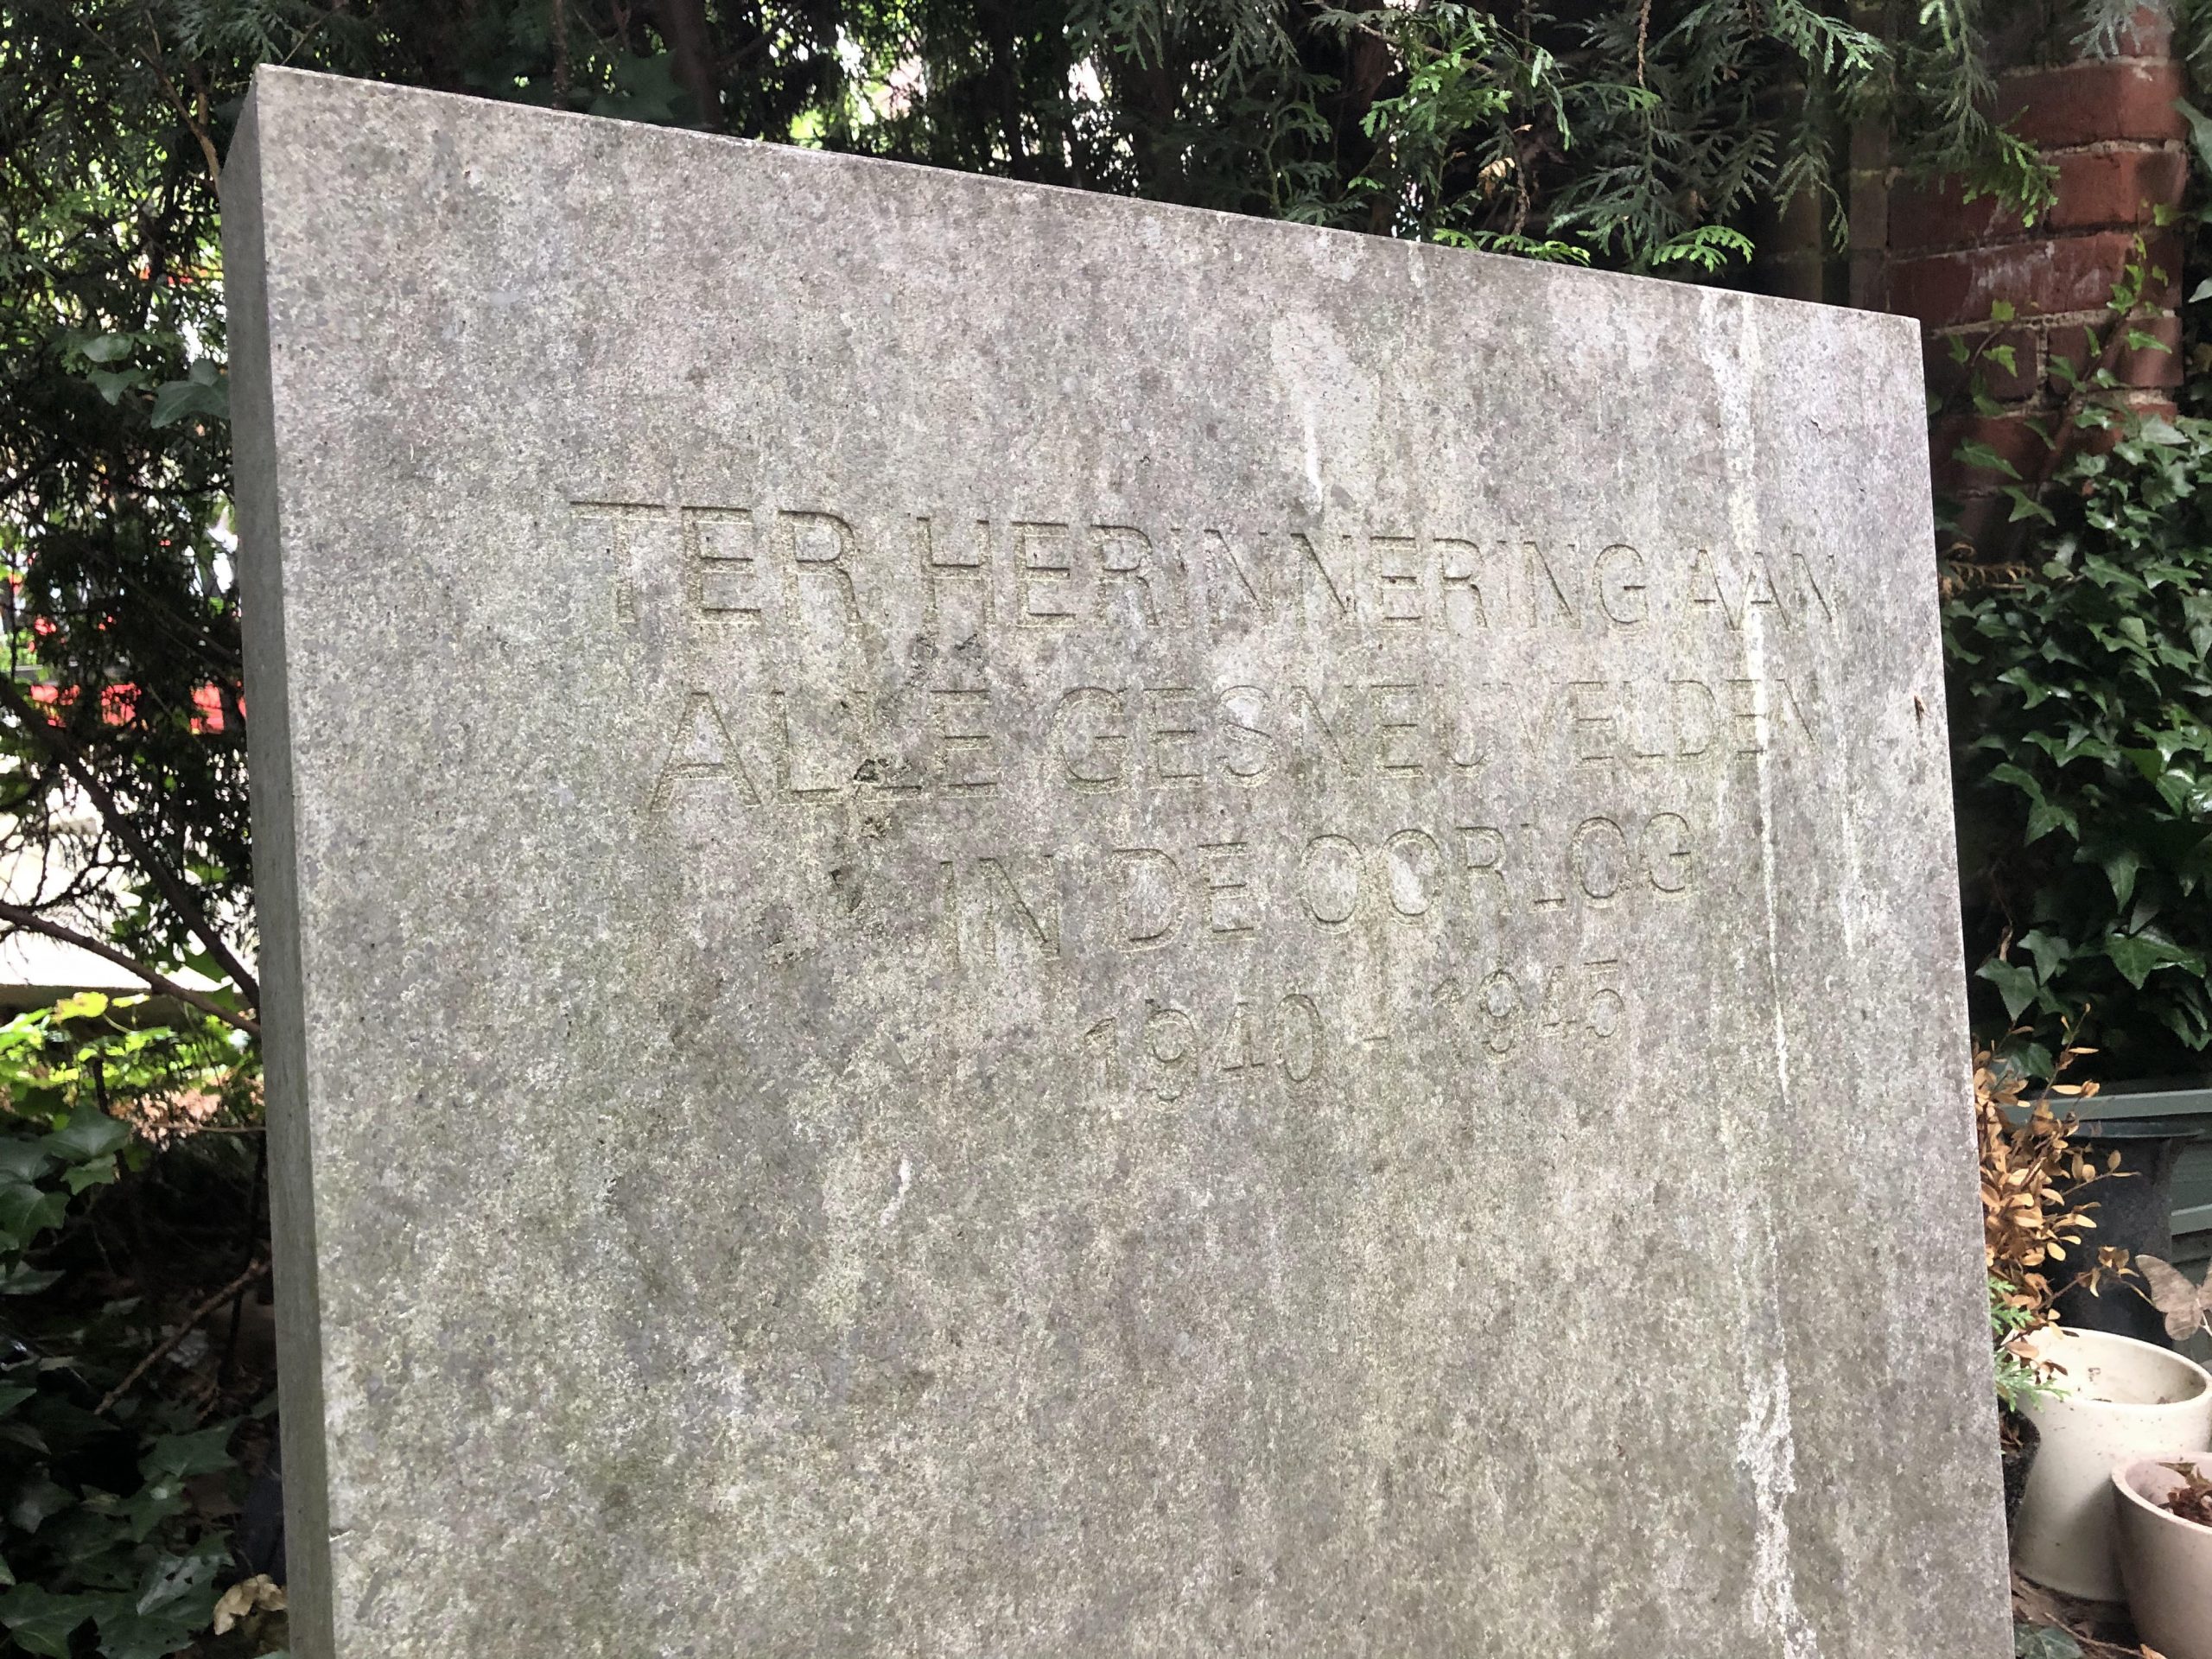 TER HERINNERING AAN
ALLE GESNEUVELDEN
IN DE OORLOG
1940 - 1945